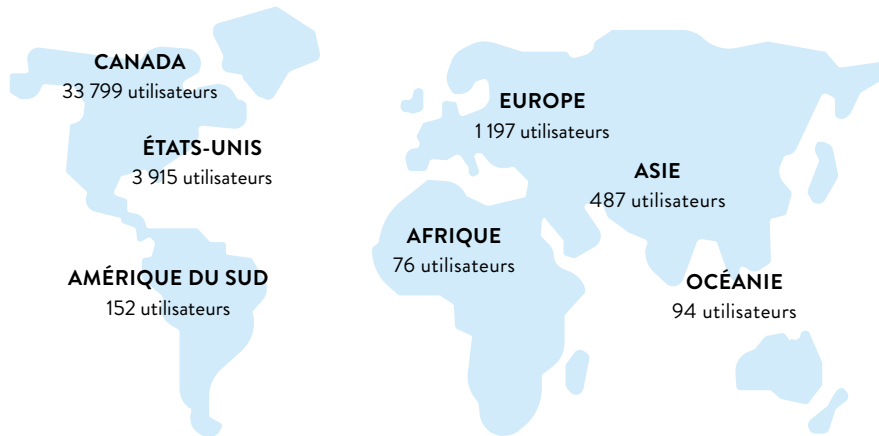 CANADA
33 799 utilisateurs
ÉTATS-UNIS
3 915 utilisateurs
AMÉRIQUE DU SUD
152 utilisateurs
EUROPE
1 197 utilisateurs
ASIE
487 utilisateurs
AFRIQUE
76 utilisateurs
OCÉANIE
94 utilisateurs